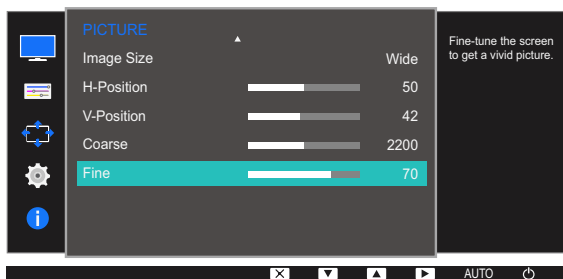 PICTURE
Image Size Wide
H-Position 50
V-Position 42
Coarse 2200
Fine 70
Fine-tune the screen
to get a vivid picture.
AUTO